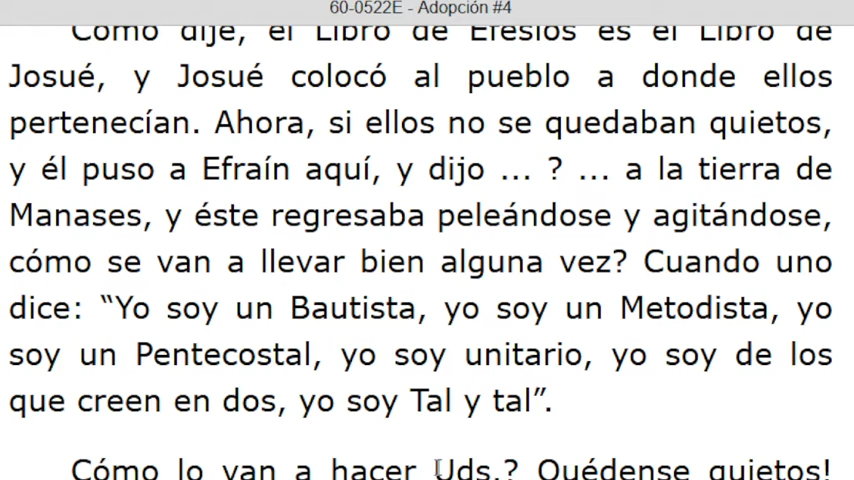 60-0522E - Adopción #4
Como dije, el Libro de Efesios es el Libro de
Josué, y Josué colocó al pueblo a donde ellos
pertenecían. Ahora, si ellos no se quedaban quietos,
y él puso a Efraín aquí, y dijo ... ? ... a la tierra de
Manases, y éste regresaba peleándose y agitándose,
cómo se van a llevar bien alguna vez? Cuando uno
dice: “Yo soy un Bautista, yo soy un Metodista, yo
soy un Pentecostal, yo soy unitario, yo soy de los
que creen en dos, yo soy Tal y tal”.
Cómo lo van a hacer Uds.? Quédense quietos!